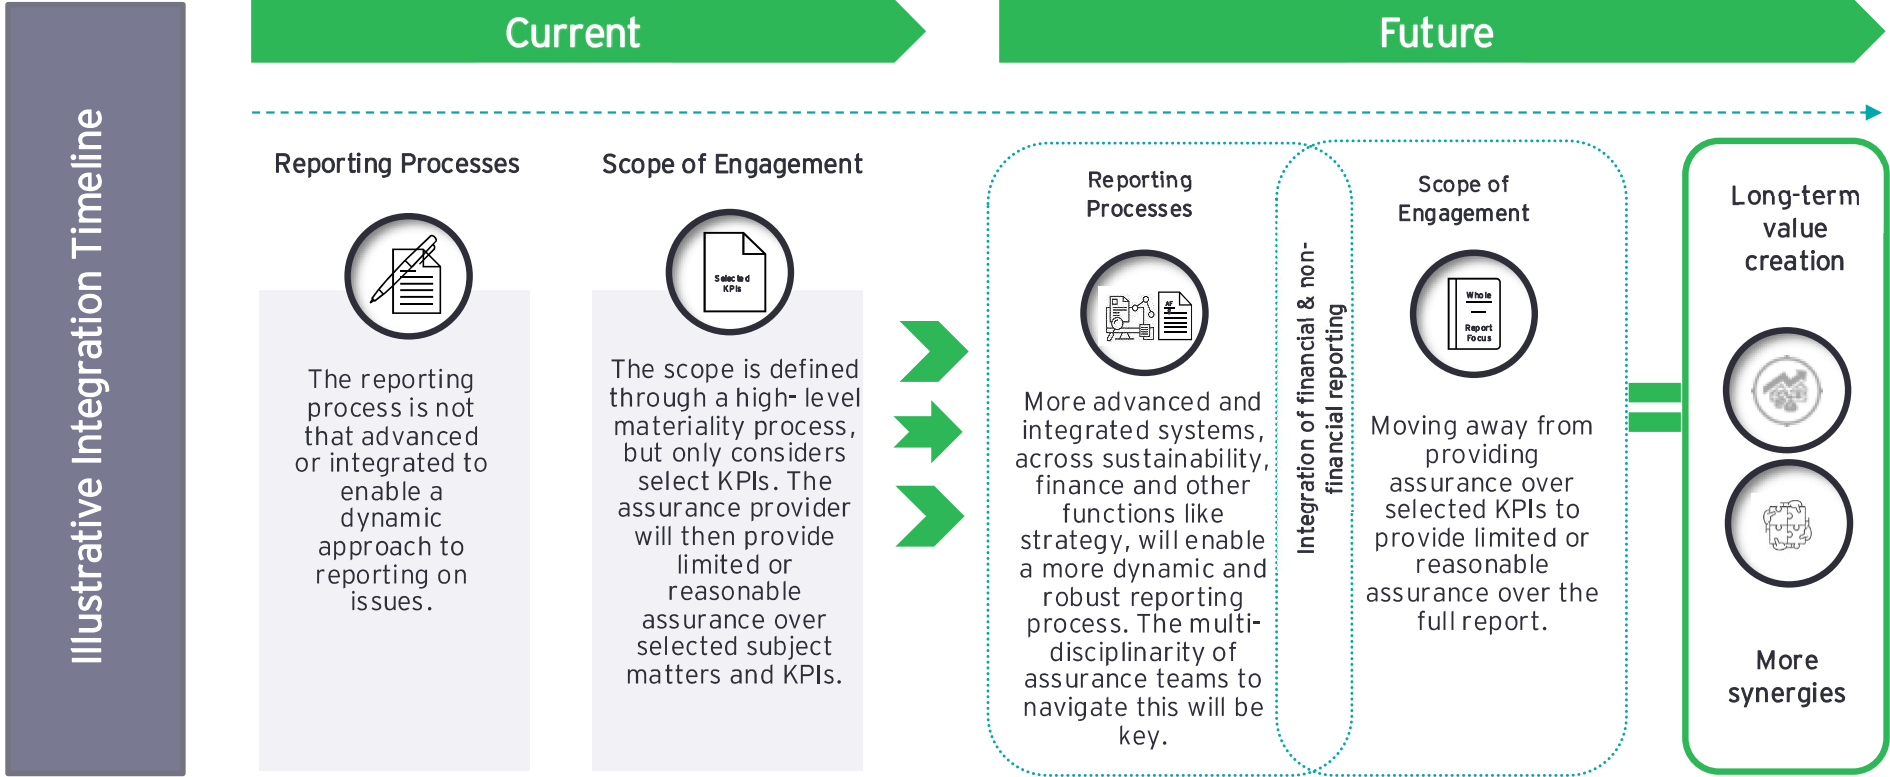 Illustrative Integration Timeline
Current
Future
Reporting Processes
Selected
KPIs
The reporting
process is not
that advanced
or integrated to
enable a
dynamic
approach to
reporting on
issues.
Scope of Engagement
The scope is defined
through a high- level
materiality process,
but only considers
select KPIs. The
assurance provider
will then provide
limited or
reasonable
assurance over
selected subject
matters and KPIs.
Reporting
Processes
AF
More advanced and
integrated systems,
across sustainability,
finance and other
functions like
strategy, will enable
a more dynamic and
robust reporting
process. The multi-
disciplinarity of
assurance teams to
navigate this will be
key.
Integration of financial & non-
financial reporting
Scope of
Engagement
Whole
Report
Focus
Moving away from
providing
assurance over
selected KPIs to
provide limited or
reasonable
assurance over the
full report.
Long-term
value
creation
More
synergies